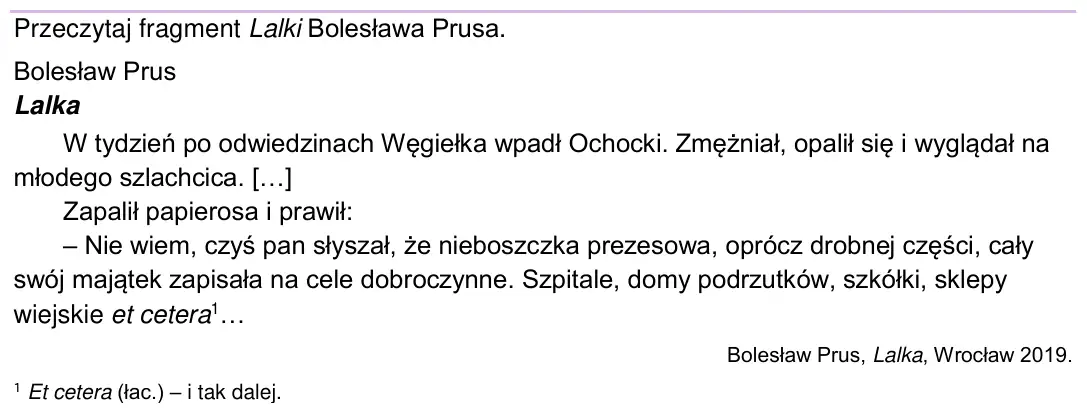 Przeczytaj fragment Lalki Bolesława Prusa.
Bolesław Prus
Lalka
W tydzień po odwiedzinach Węgiełka wpadł Ochocki. Zmężniał, opalił się i wyglądał na
młodego szlachcica. […]
Zapalił papierosa i prawił:
– Nie wiem, czyś pan słyszał, że nieboszczka prezesowa, oprócz drobnej części, cały
swój majątek zapisała na cele dobroczynne. Szpitale, domy podrzutków, szkółki, sklepy
wiejskie et cetera¹…
Bolesław Prus, Lalka, Wrocław 2019.
¹ Et cetera (łac.) – i tak dalej.